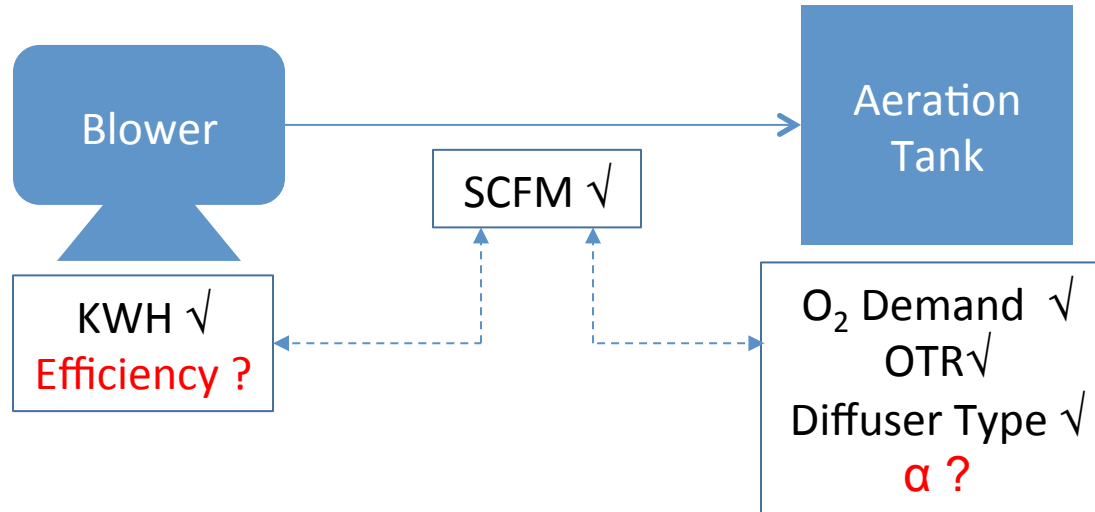 Blower
Aeration
Tank
SCFM √
KWH √
Efficiency ?
O₂ Demand √
OTR√
Diffuser Type √
α ?